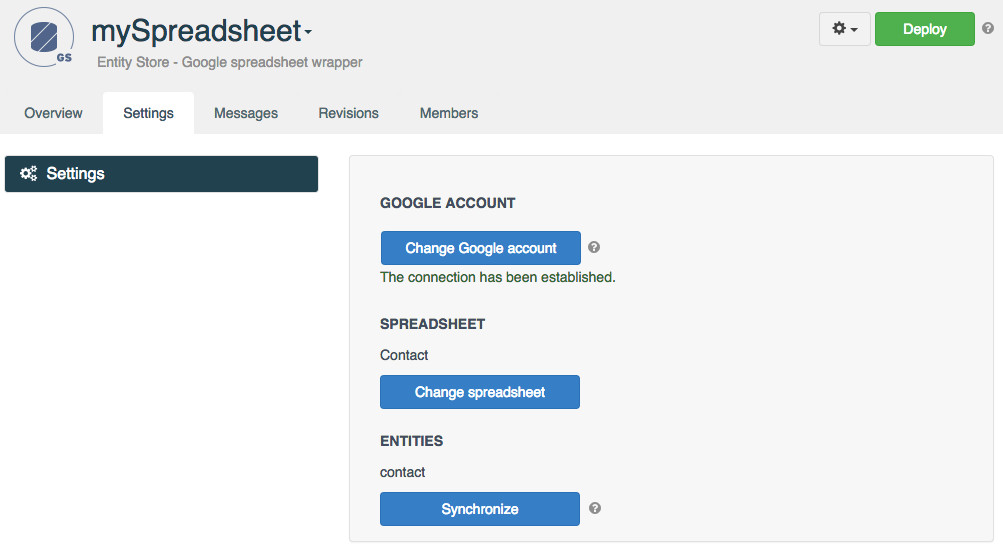 mySpreadsheet
GS
Entity Store - Google spreadsheet wrapper
Deploy
Overview
Settings
Messages
Revisions
Members
Settings
GOOGLE ACCOUNT
Change Google account
?
The connection has been established.
SPREADSHEET
Contact
Change spreadsheet
ENTITIES
contact
Synchronize
?